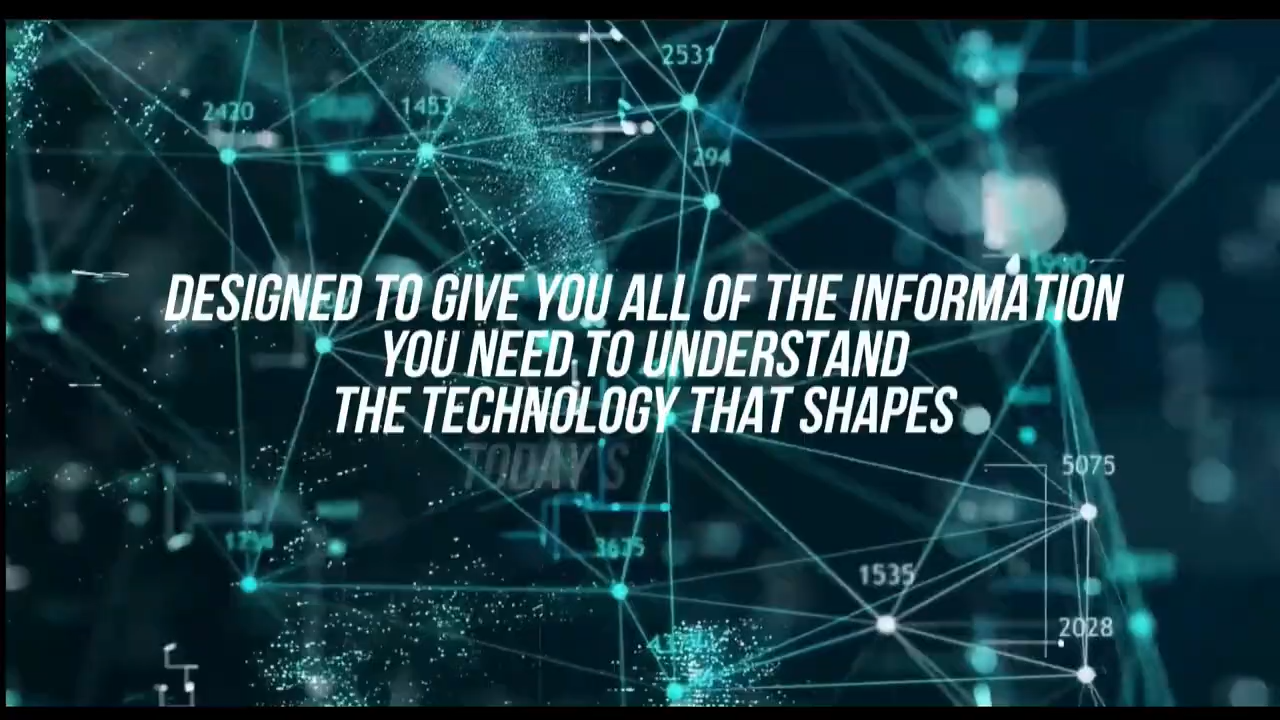 2531
2420
1453
294
DESIGNED TO GIVE YOU ALL OF THE INFORMATION
YOU NEED TO UNDERSTAND
THE TECHNOLOGY THAT SHAPES
TODAY'S
5075
3635
1535
2028